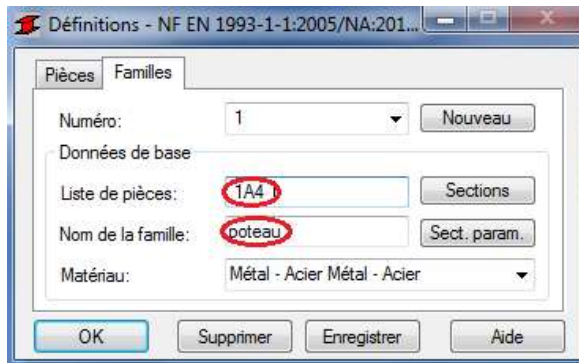 Définitions - NF EN 1993-1-1:2005/NA:201...
Pièces Familles
Numéro: 1 Nouveau
Données de base
Liste de pièces: 1A4 Sections
Nom de la famille: poteau Sect. param.
Matériau: Métal - Acier Métal - Acier
OK Supprimer Enregistrer Aide